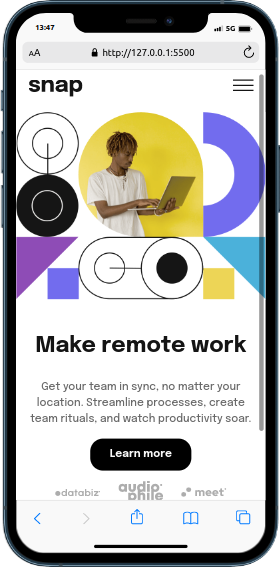 13:47
5G
AA
http://127.0.0.1:5500
snap
Make remote work
Get your team in sync, no matter your
location. Streamline processes, create
team rituals, and watch productivity soar.
Learn more
databiz
audio
phile
meet